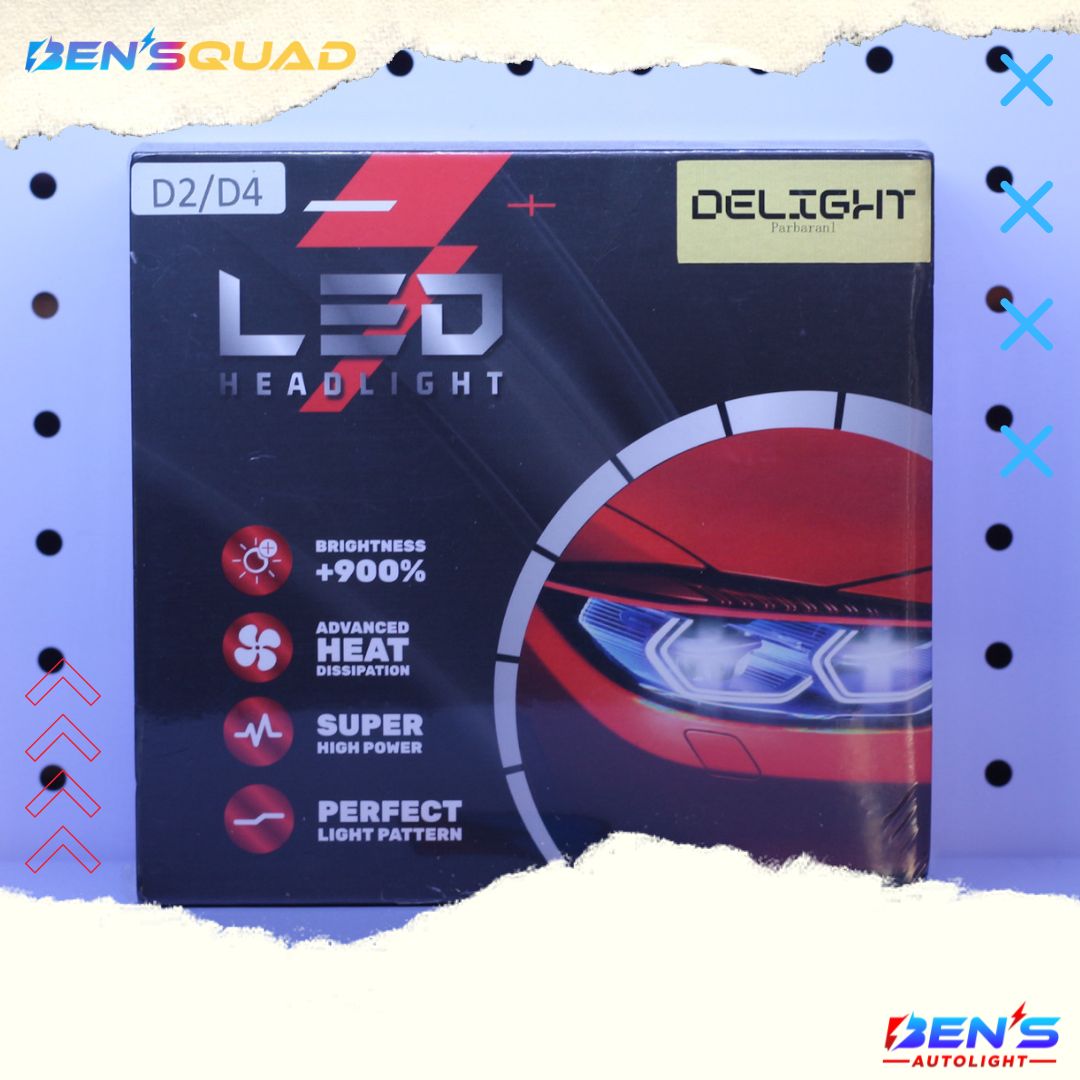 BEN'SQUAD
D2/D4
DELIGHT
Parbaran1
LED
HEADLIGHT
BRIGHTNESS
+900%
ADVANCED
HEAT
DISSIPATION
SUPER
HIGH POWER
PERFECT
LIGHT PATTERN
BEN'S
AUTOLIGHT